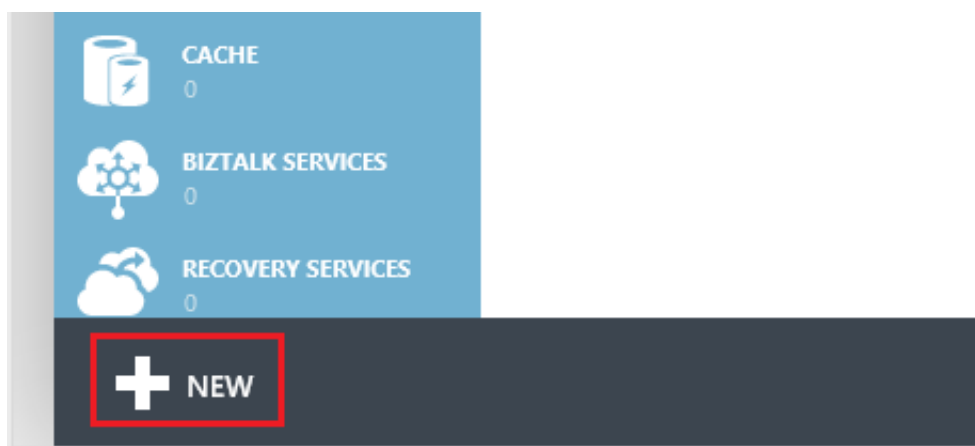 CACHE
0
BIZTALK SERVICES
0
RECOVERY SERVICES
0
NEW